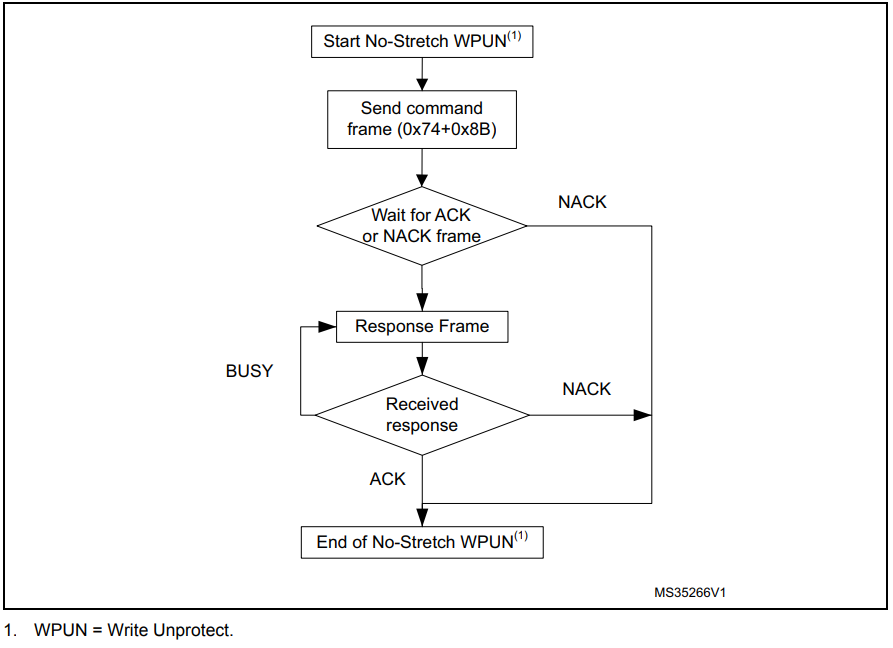 Start No-Stretch WPUN(1)
Send command
frame (0x74+0x8B)
Wait for ACK
or NACK frame
NACK
Response Frame
BUSY
Received
response
NACK
ACK
End of No-Stretch WPUN(1)
MS35266V1
1. WPUN = Write Unprotect.